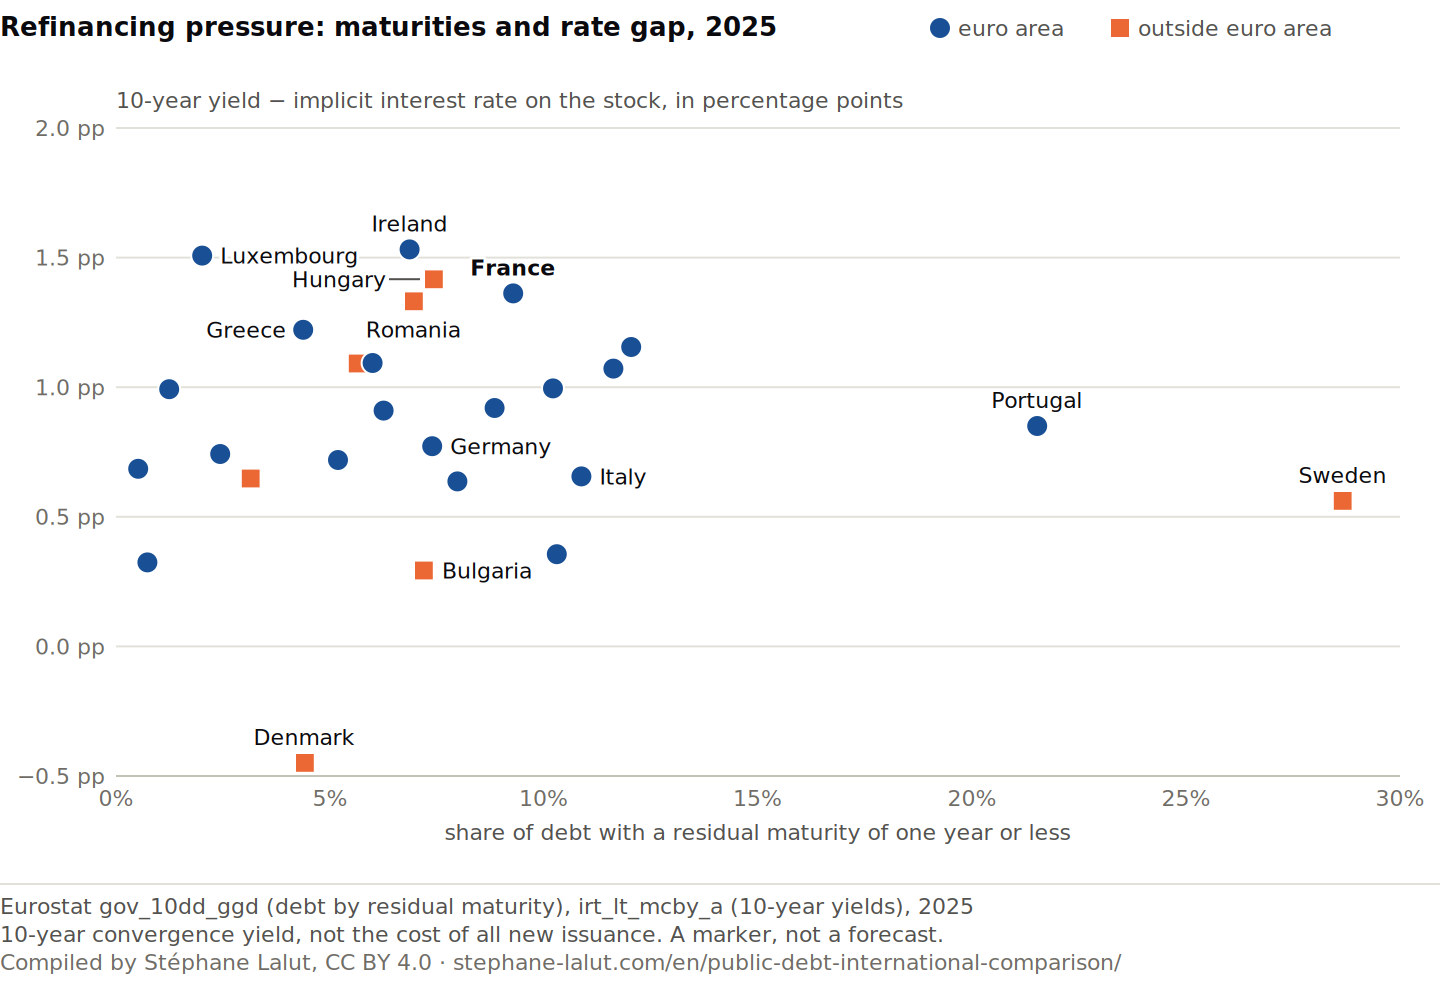 Refinancing pressure: maturities and rate gap, 2025
euro area
outside euro area
10-year yield − implicit interest rate on the stock, in percentage points
2.0 pp
Ireland
1.5 pp
Luxembourg
Hungary
France
Greece
Romania
1.0 pp
Portugal
Germany
Italy
Sweden
0.5 pp
Bulgaria
0.0 pp
Denmark
−0.5 pp
0% 5% 10% 15% 20% 25% 30%
share of debt with a residual maturity of one year or less
Eurostat gov_10dd_ggd (debt by residual maturity), irt_lt_mcby_a (10-year yields), 2025
10-year convergence yield, not the cost of all new issuance. A marker, not a forecast.
Compiled by Stéphane Lalut, CC BY 4.0 · stephane-lalut.com/en/public-debt-international-comparison/